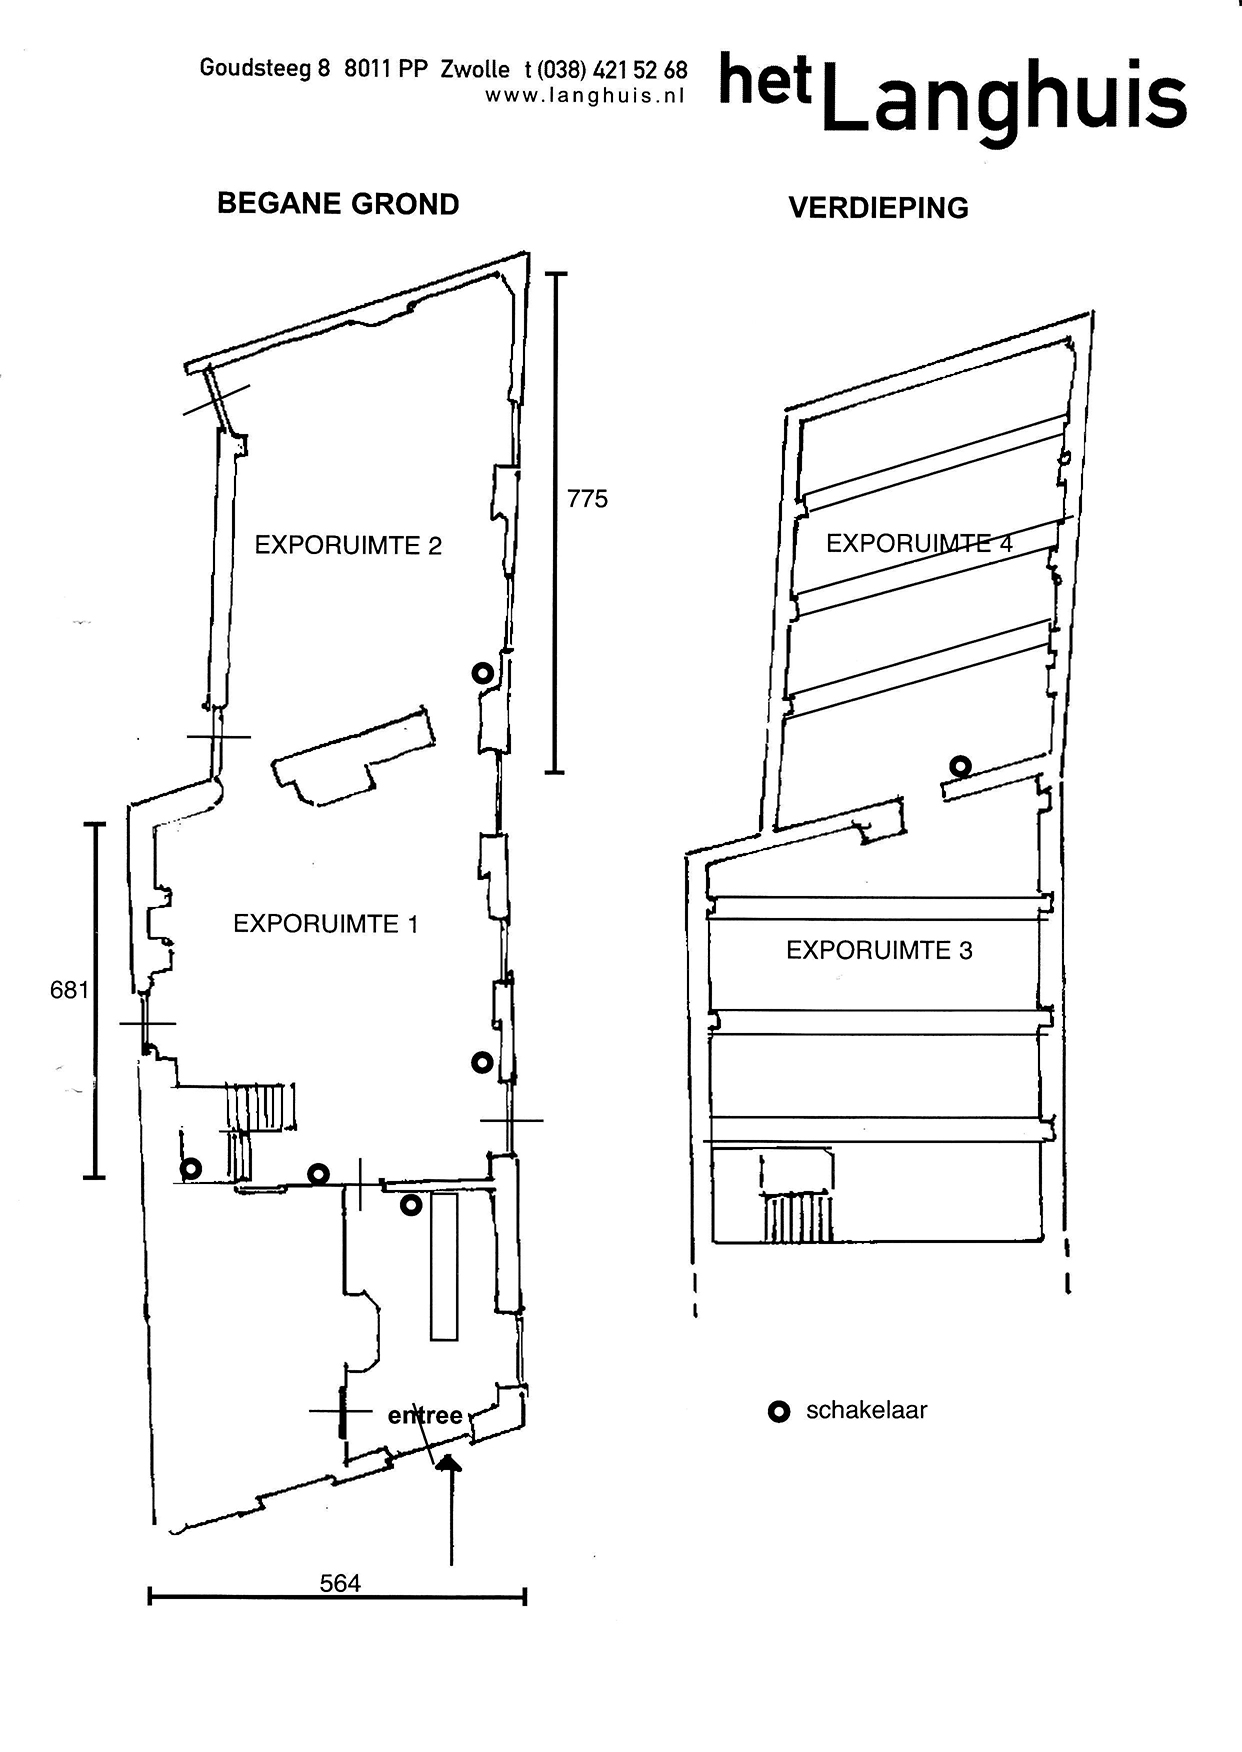 Goudsteeg 8 8011 PP Zwolle t (038) 421 52 68
www.langhuis.nl
het Langhuis
BEGANE GROND
VERDIEPING
775
EXPORUIMTE 2
EXPORUIMTE 4
EXPORUIMTE 1
EXPORUIMTE 3
681
entree
schakelaar
564